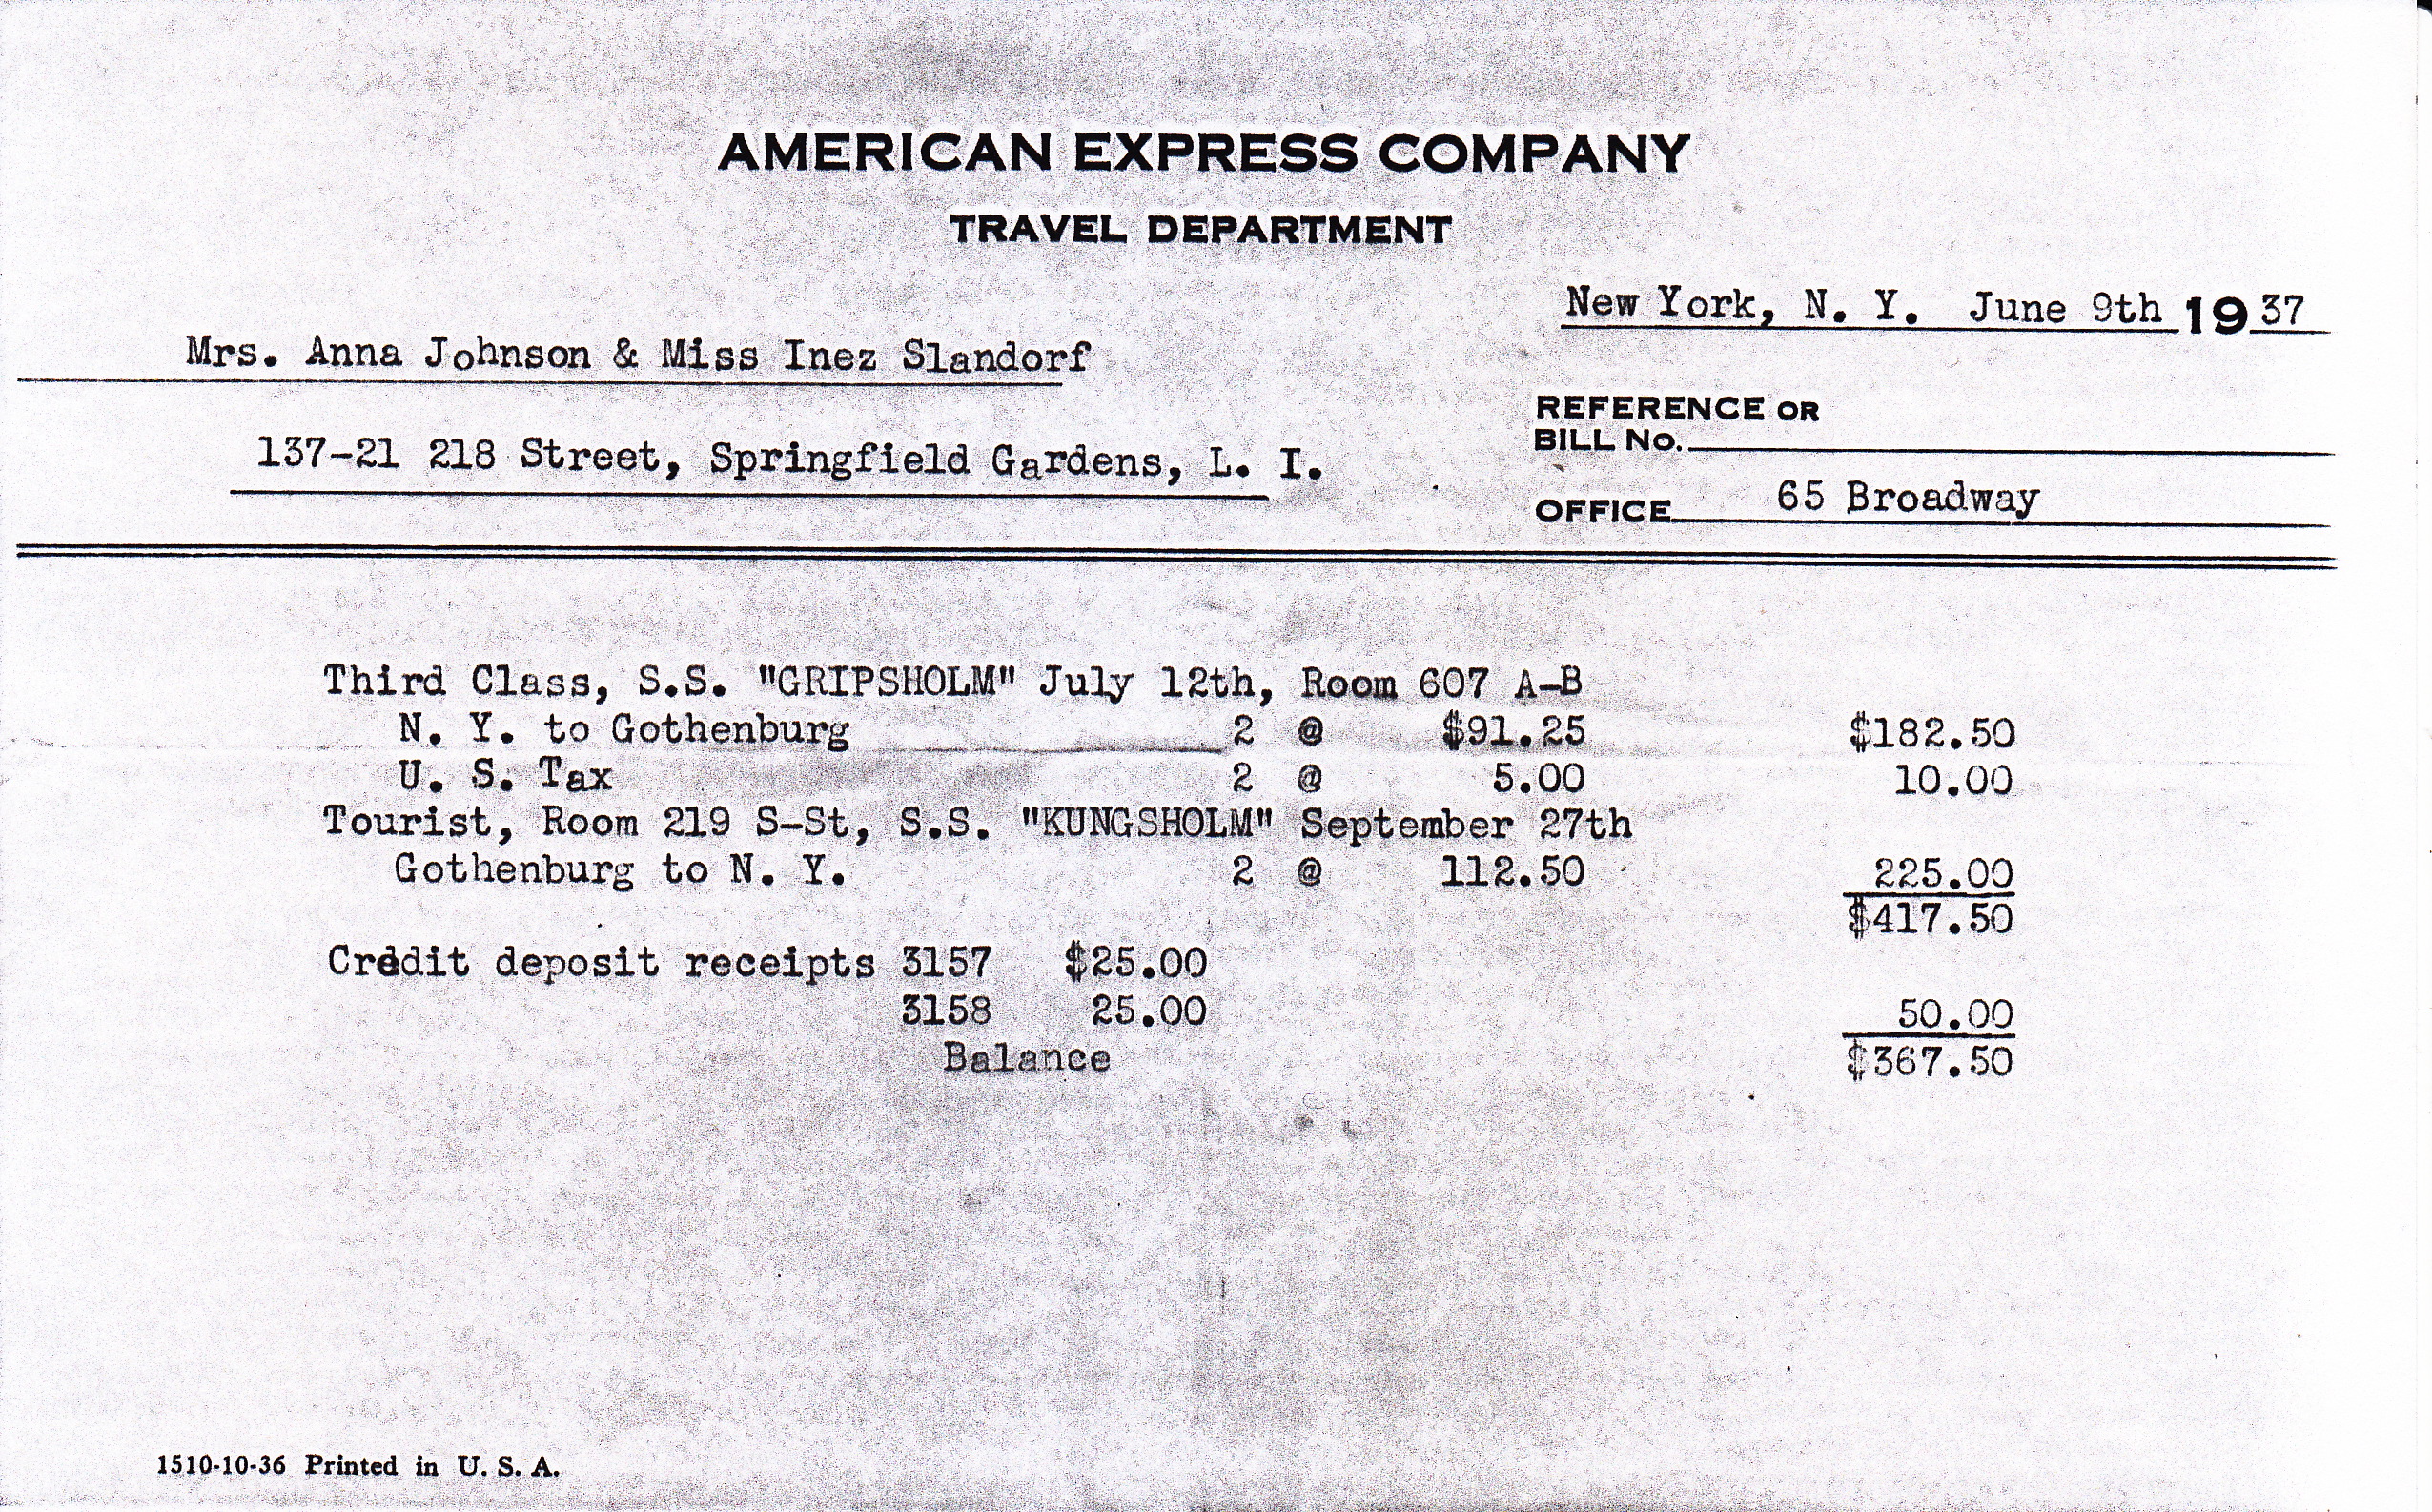 AMERICAN EXPRESS COMPANY
TRAVEL DEPARTMENT
New York, N. Y. June 9th 1937
Mrs. Anna Johnson & Miss Inez Slandorf
REFERENCE OR
BILL No.
137-21 218 Street, Springfield Gardens, L. I.
OFFICE 65 Broadway
Third Class, S.S. "GRIPSHOLM" July 12th, Room 607 A-B
N. Y. to Gothenburg 2 @ $91.25 $182.50
U. S. Tax 2 @ 5.00 10.00
Tourist, Room 219 S-St, S.S. "KUNGSHOLM" September 27th
Gothenburg to N. Y. 2 @ 112.50 225.00
$417.50
Credit deposit receipts 3157 $25.00
3158 25.00 50.00
Balance $367.50
1510-10-36 Printed in U. S. A.